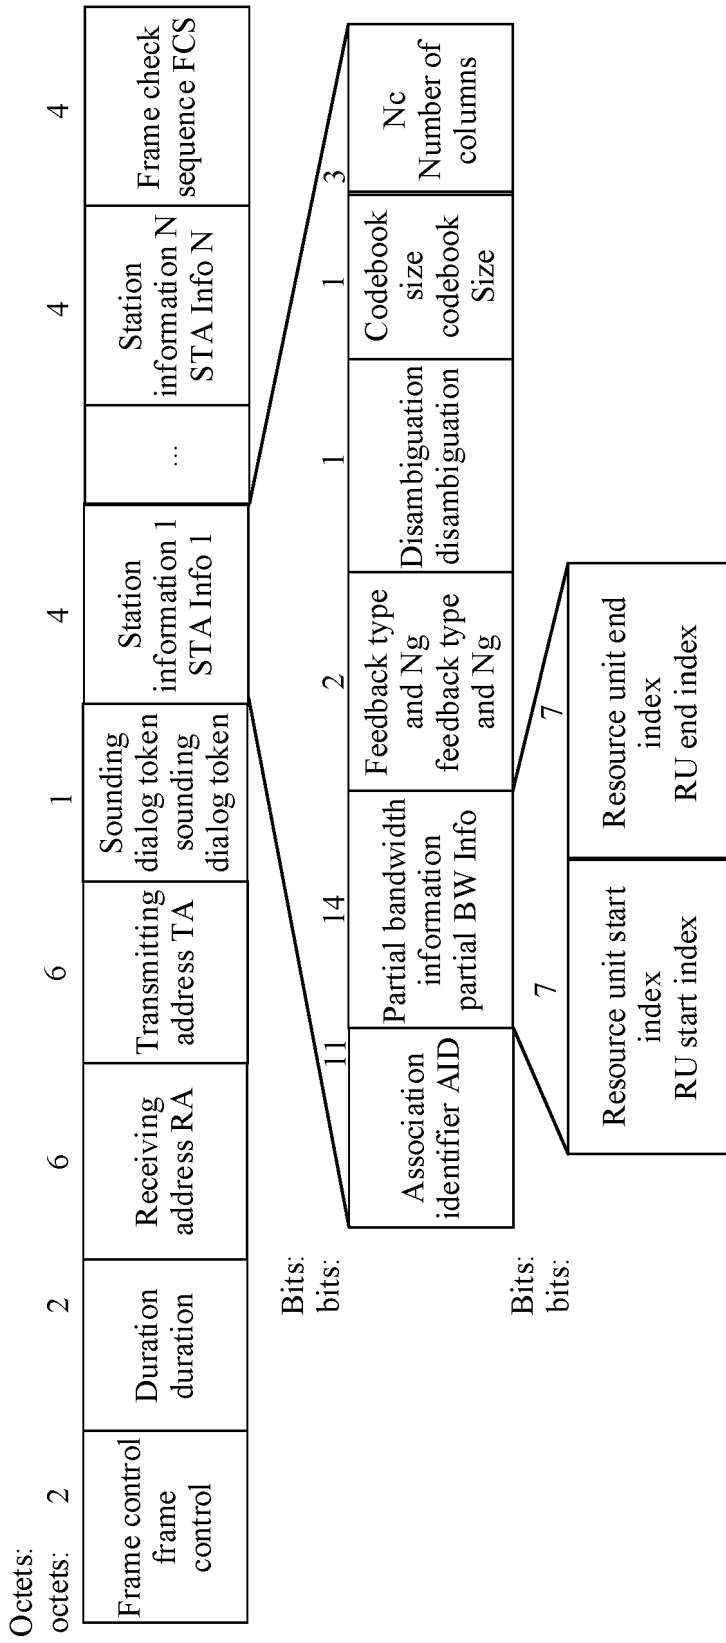 Octets:
octets:
2
2
6
6
1
4
4
4
Frame control
frame
control
Duration
duration
Receiving
address RA
Transmitting
address TA
Sounding
dialog token
sounding
dialog token
Station
information 1
STA Info 1
...
Station
information N
STA Info N
Frame check
sequence FCS
Bits:
bits:
11
14
2
1
1
3
Association
identifier AID
Partial bandwidth
information
partial BW Info
Feedback type
and Ng
feedback type
and Ng
Disambiguation
disambiguation
Codebook
size
codebook
Size
Nc
Number of
columns
Bits:
bits:
7
7
Resource unit start
index
RU start index
Resource unit end
index
RU end index